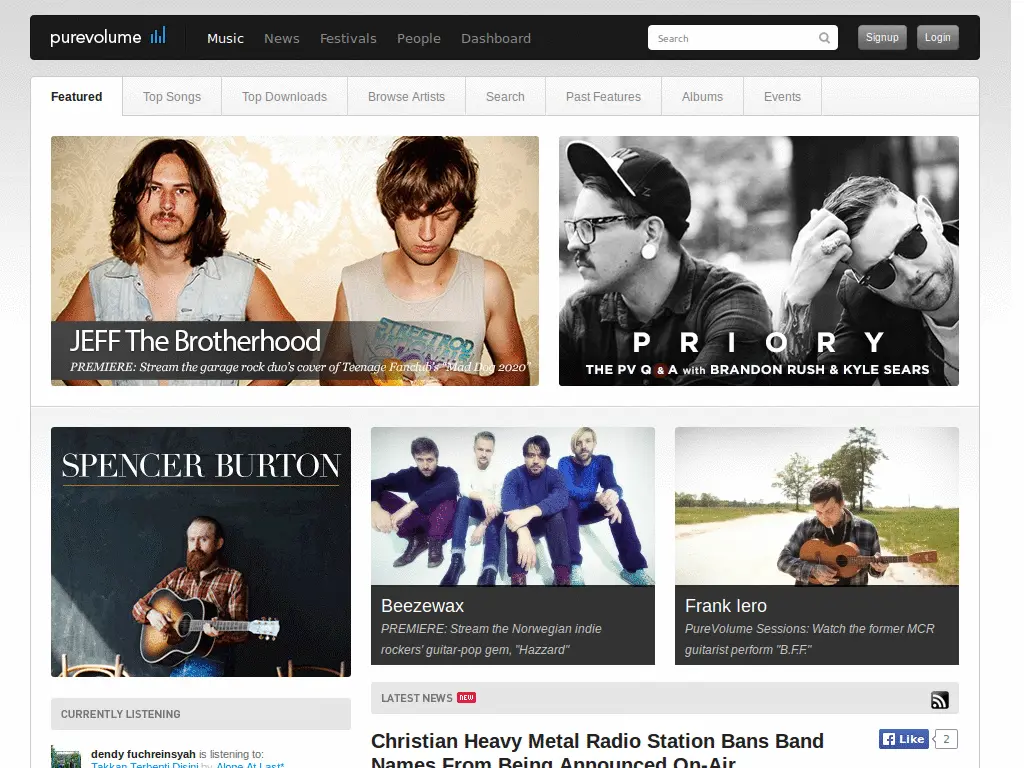 purevolume
Music News Festivals People Dashboard
Search
Signup
Login
Featured Top Songs Top Downloads Browse Artists Search Past Features Albums Events
JEFF The Brotherhood
PREMIERE: Stream the garage rock duo's cover of Teenage Fanclub's "Mad Dog 2020"
PRIORY
THE PV Q & A with BRANDON RUSH & KYLE SEARS
SPENCER BURTON
Beezewax
PREMIERE: Stream the Norwegian indie
rockers' guitar-pop gem, "Hazzard"
Frank Iero
PureVolume Sessions: Watch the former MCR
guitarist perform "B.F.F."
CURRENTLY LISTENING
dendy fuchreinsyah is listening to:
Takkan Terhenti Disini by Alone At Last*
LATEST NEWS NEW
Christian Heavy Metal Radio Station Bans Band
Names From Being Announced On-Air
Like 2